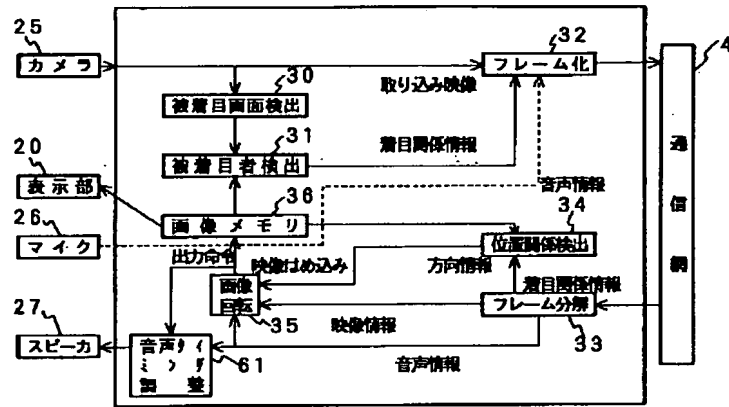 25
カメラ
32
フレーム化
4
取り込み映像
30
被着目画面検出
31
被着目者検出
着目関係情報
20
表示部
36
画像メモリ
音声情報
34
位置関係検出
26
マイク
出力命令
映像はめ込み
方向情報
着目関係情報
画像
回転
35
フレーム分解
33
映像情報
27
スピーカ
音声タイ
ミング
調整
61
音声情報
通信網